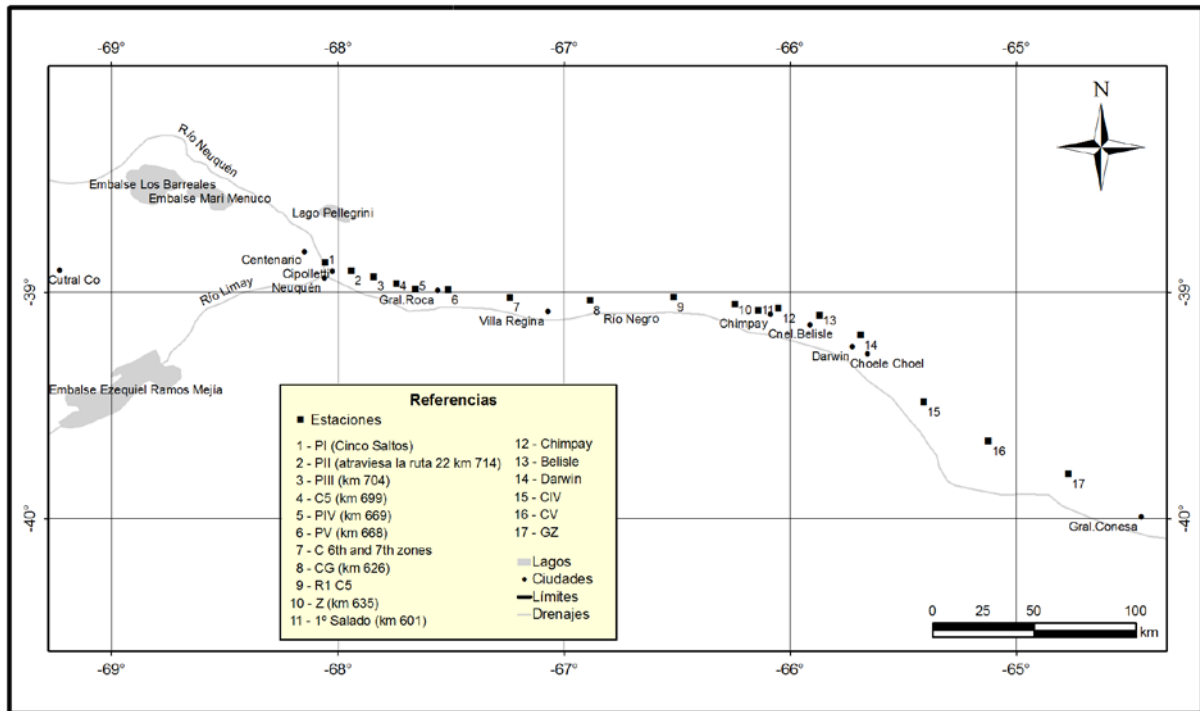 -69° -68° -67° -66° -65°
N
Río Neuquén
Embalse Los Barreales
Embalse Mari Menuco
Lago Pellegrini
Centenario
Cipolletti
Neuquén
Cutral Co
Río Limay
-39° -39°
1
2
3
4
5
Gral.Roca
6
7
Villa Regina
8
Río Negro
9
10
Chimpay
11
12
Cnel.Belisle
13
14
Darwin
Choele Choel
15
16
17
Gral.Conesa
Embalse Ezequiel Ramos Mejía
-40° -40°
Referencias
Estaciones
1 - PI (Cinco Saltos)
2 - PII (atraviesa la ruta 22 km 714)
3 - PIII (km 704)
4 - C5 (km 699)
5 - PIV (km 669)
6 - PV (km 668)
7 - C 6th and 7th zones
8 - CG (km 626)
9 - R1 C5
10 - Z (km 635)
11 - 1º Salado (km 601)
12 - Chimpay
13 - Belisle
14 - Darwin
15 - CIV
16 - CV
17 - GZ
Lagos
Ciudades
Límites
Drenajes
0 25 50 100
km
-69° -68° -67° -66° -65°